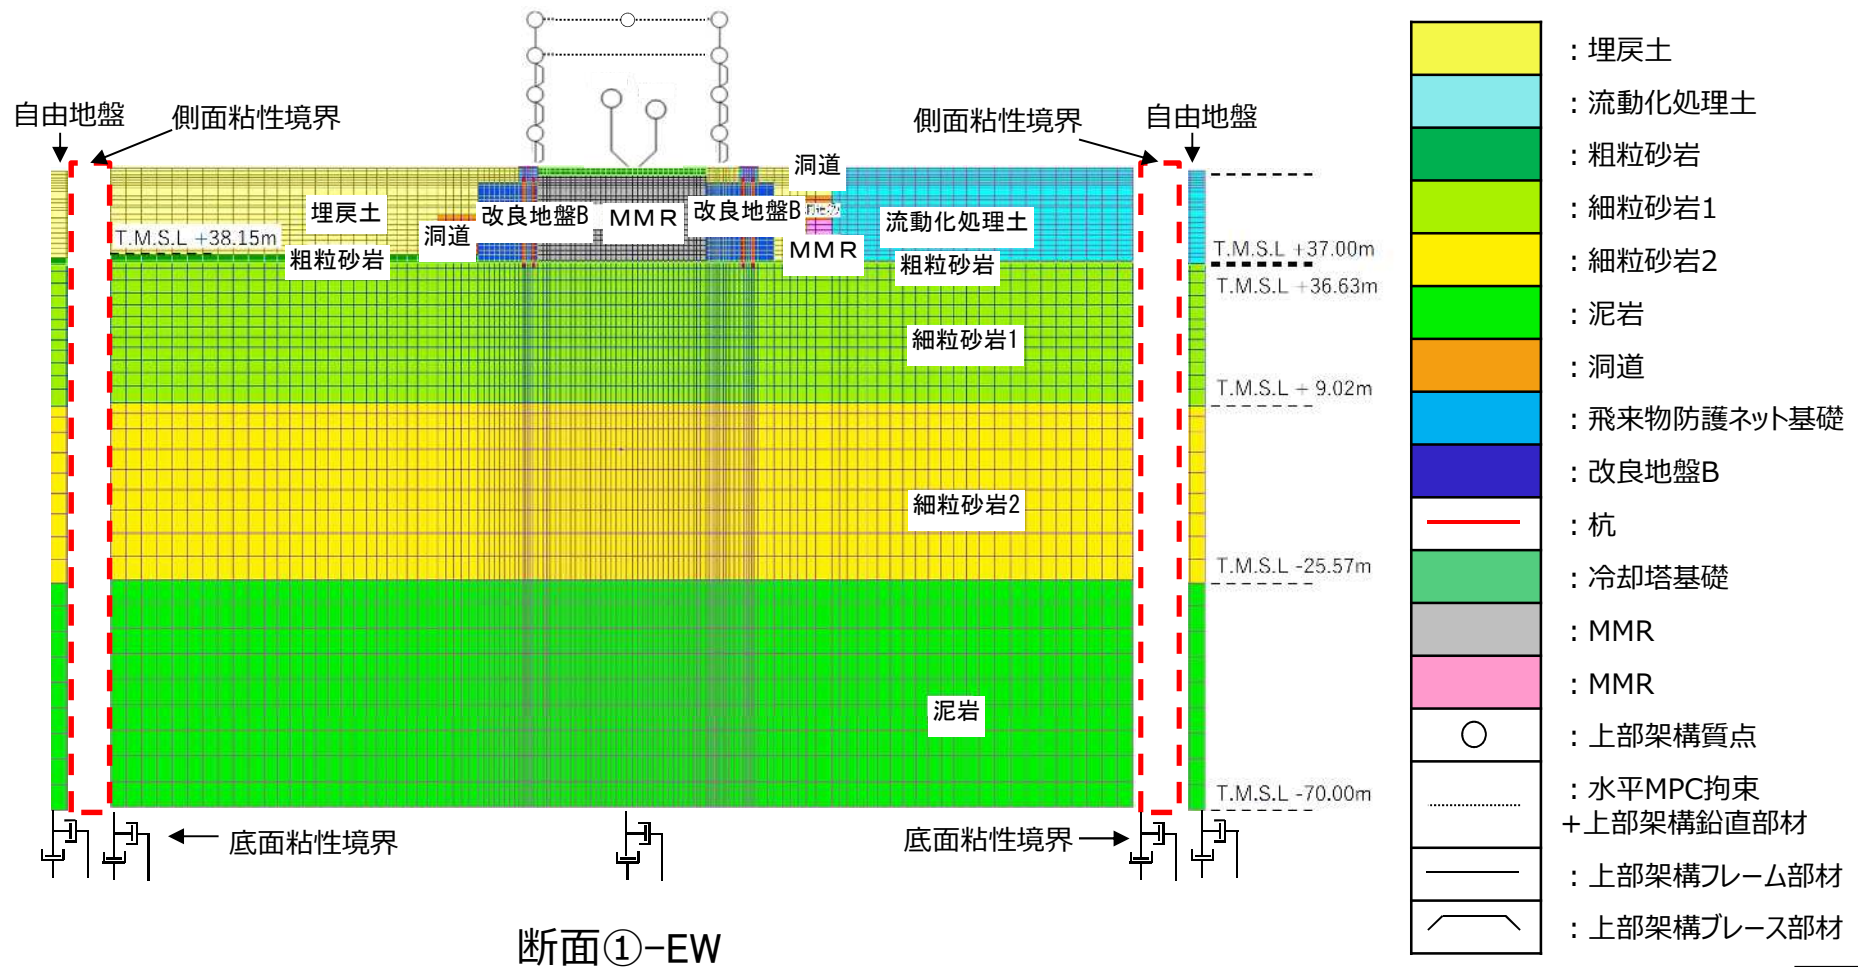 自由地盤
側面粘性境界
側面粘性境界
自由地盤
洞道
埋戻土
改良地盤B
MMR
改良地盤B
流動化処理土
洞道
T.M.S.L +38.15m
粗粒砂岩
MMR
粗粒砂岩
T.M.S.L +37.00m
T.M.S.L +36.63m
細粒砂岩1
T.M.S.L + 9.02m
細粒砂岩2
T.M.S.L -25.57m
泥岩
T.M.S.L -70.00m
底面粘性境界
底面粘性境界
断面①-EW
：埋戻土
：流動化処理土
：粗粒砂岩
：細粒砂岩1
：細粒砂岩2
：泥岩
：洞道
：飛来物防護ネット基礎
：改良地盤B
：杭
：冷却塔基礎
：MMR
：MMR
：上部架構質点
：水平MPC拘束
+上部架構鉛直部材
：上部架構フレーム部材
：上部架構ブレース部材